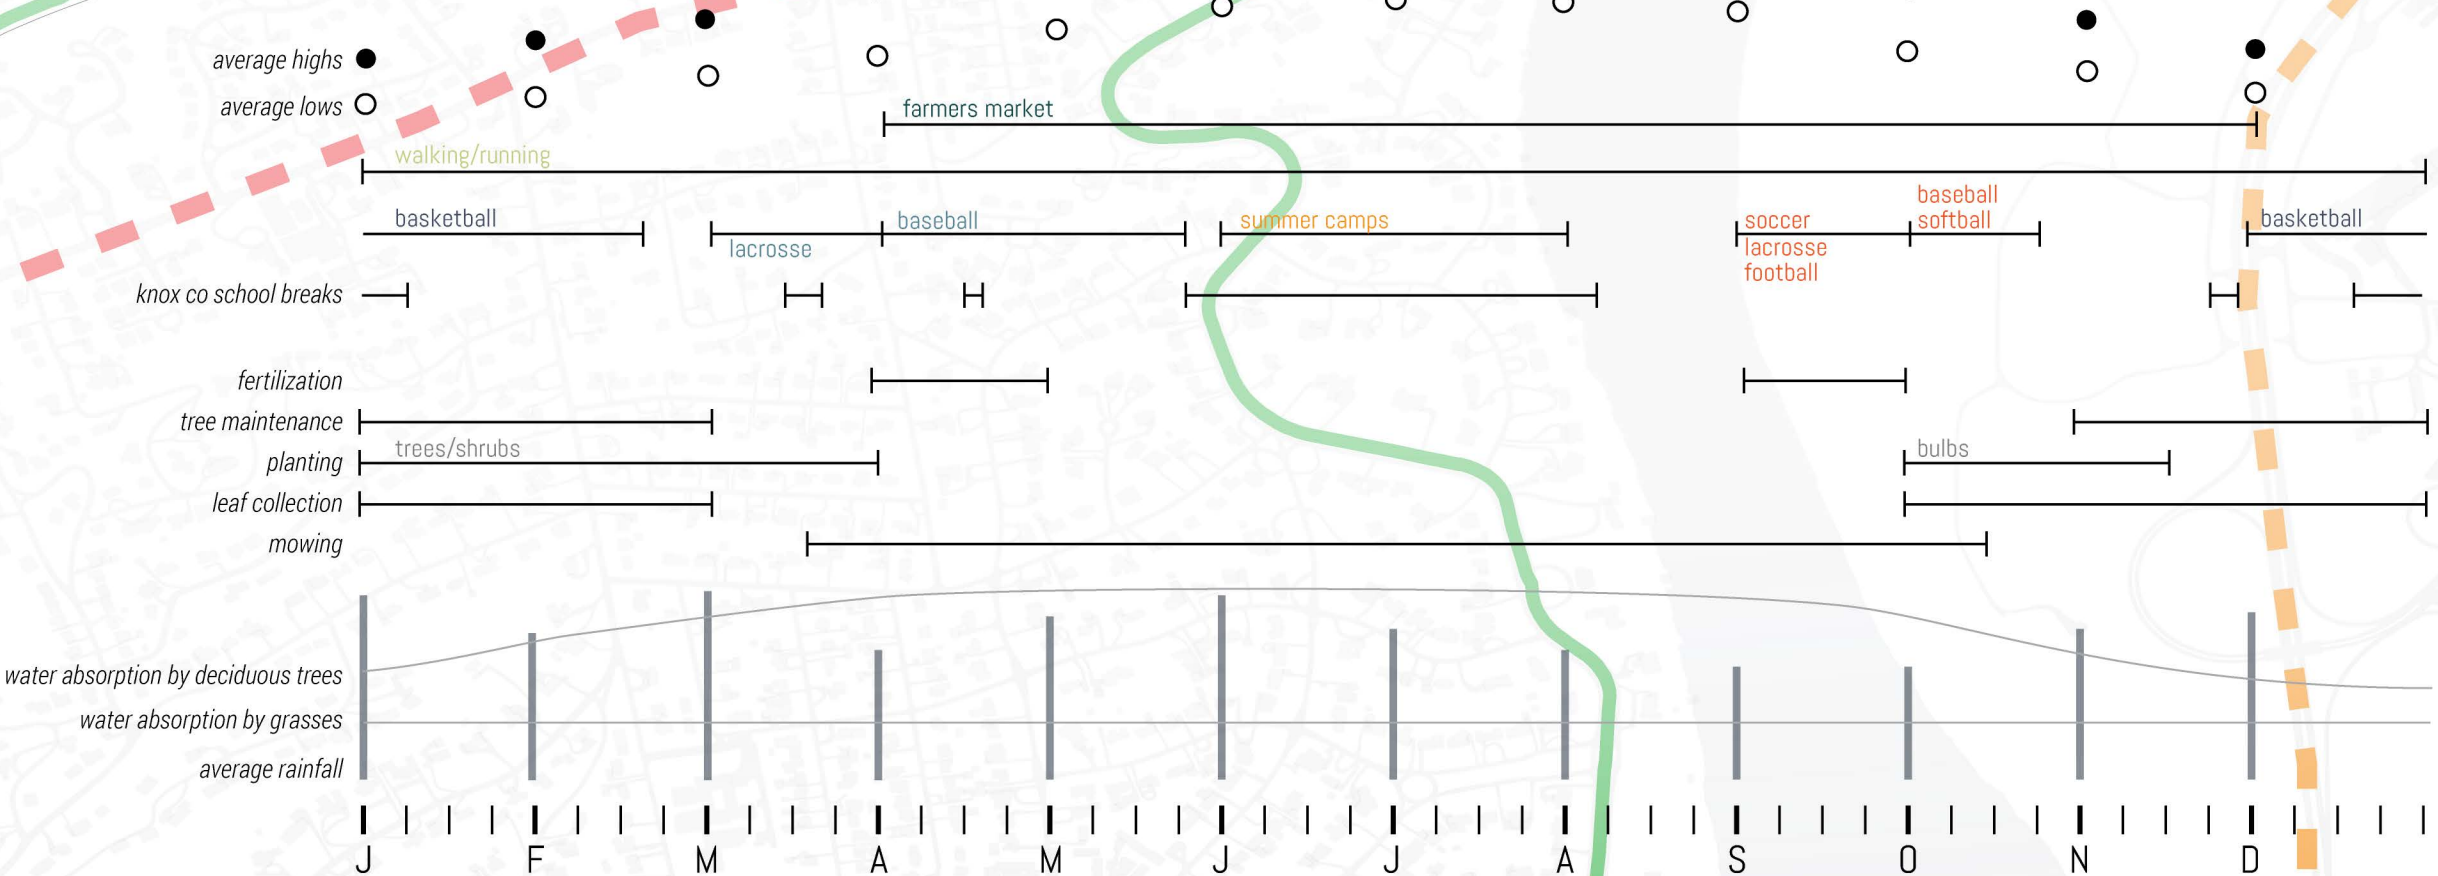 average highs
average lows
farmers market
walking/running
baseball
softball
basketball
baseball
summer camps
soccer
basketball
lacrosse
lacrosse
football
knox co school breaks
fertilization
tree maintenance
trees/shrubs
bulbs
planting
leaf collection
mowing
water absorption by deciduous trees
water absorption by grasses
average rainfall
J F M A M J J A S O N D